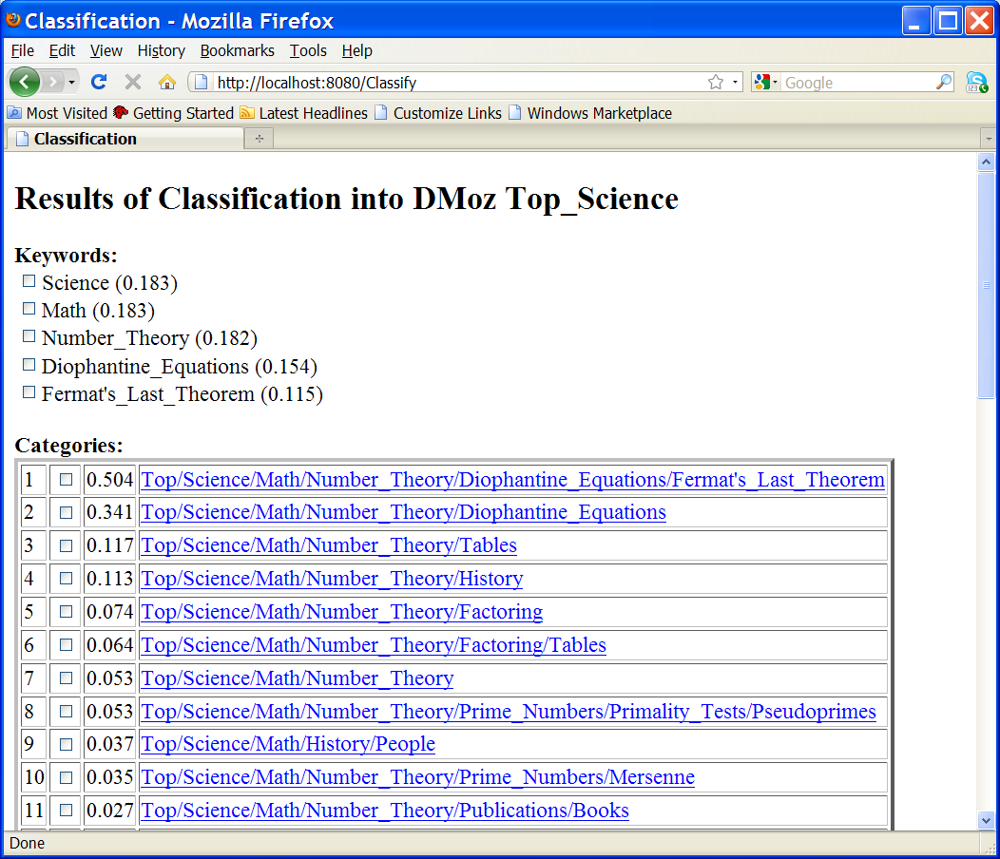 Classification - Mozilla Firefox
File Edit View History Bookmarks Tools Help
http://localhost:8080/Classify Google
Most Visited Getting Started Latest Headlines Customize Links Windows Marketplace
Classification
Results of Classification into DMoz Top_Science
Keywords:
Science (0.183)
Math (0.183)
Number_Theory (0.182)
Diophantine_Equations (0.154)
Fermat's_Last_Theorem (0.115)
Categories:
1 0.504 Top/Science/Math/Number_Theory/Diophantine_Equations/Fermat's_Last_Theorem
2 0.341 Top/Science/Math/Number_Theory/Diophantine_Equations
3 0.117 Top/Science/Math/Number_Theory/Tables
4 0.113 Top/Science/Math/Number_Theory/History
5 0.074 Top/Science/Math/Number_Theory/Factoring
6 0.064 Top/Science/Math/Number_Theory/Factoring/Tables
7 0.053 Top/Science/Math/Number_Theory
8 0.053 Top/Science/Math/Number_Theory/Prime_Numbers/Primality_Tests/Pseudoprimes
9 0.037 Top/Science/Math/History/People
10 0.035 Top/Science/Math/Number_Theory/Prime_Numbers/Mersenne
11 0.027 Top/Science/Math/Number_Theory/Publications/Books
Done